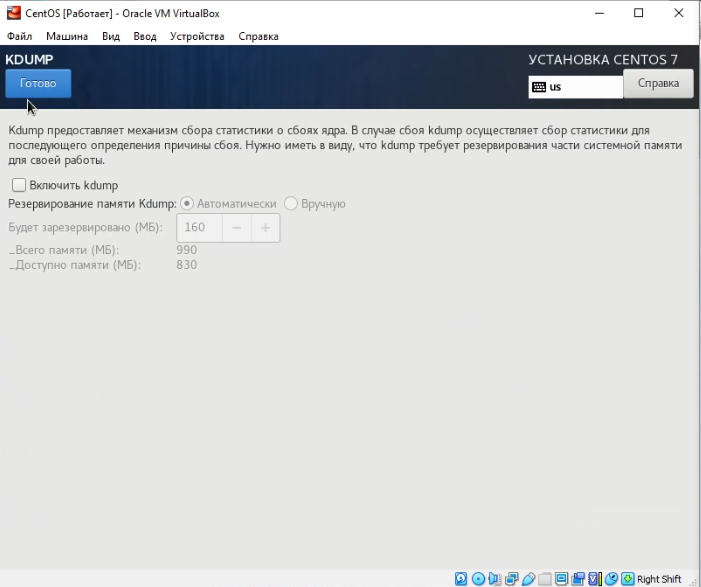 CentOS [Работает] - Oracle VM VirtualBox
Файл Машина Вид Ввод Устройства Справка
KDUMP УСТАНОВКА CENTOS 7
Готово us Справка
Kdump предоставляет механизм сбора статистики о сбоях ядра. В случае сбоя kdump осуществляет сбор статистики для
последующего определения причины сбоя. Нужно иметь в виду, что kdump требует резервирования части системной памяти
для своей работы.
Включить kdump
Резервирование памяти Kdump: Автоматически Вручную
Будет зарезервировано (МБ): 160 − +
_Всего памяти (МБ): 990
_Доступно памяти (МБ): 830
Right Shift